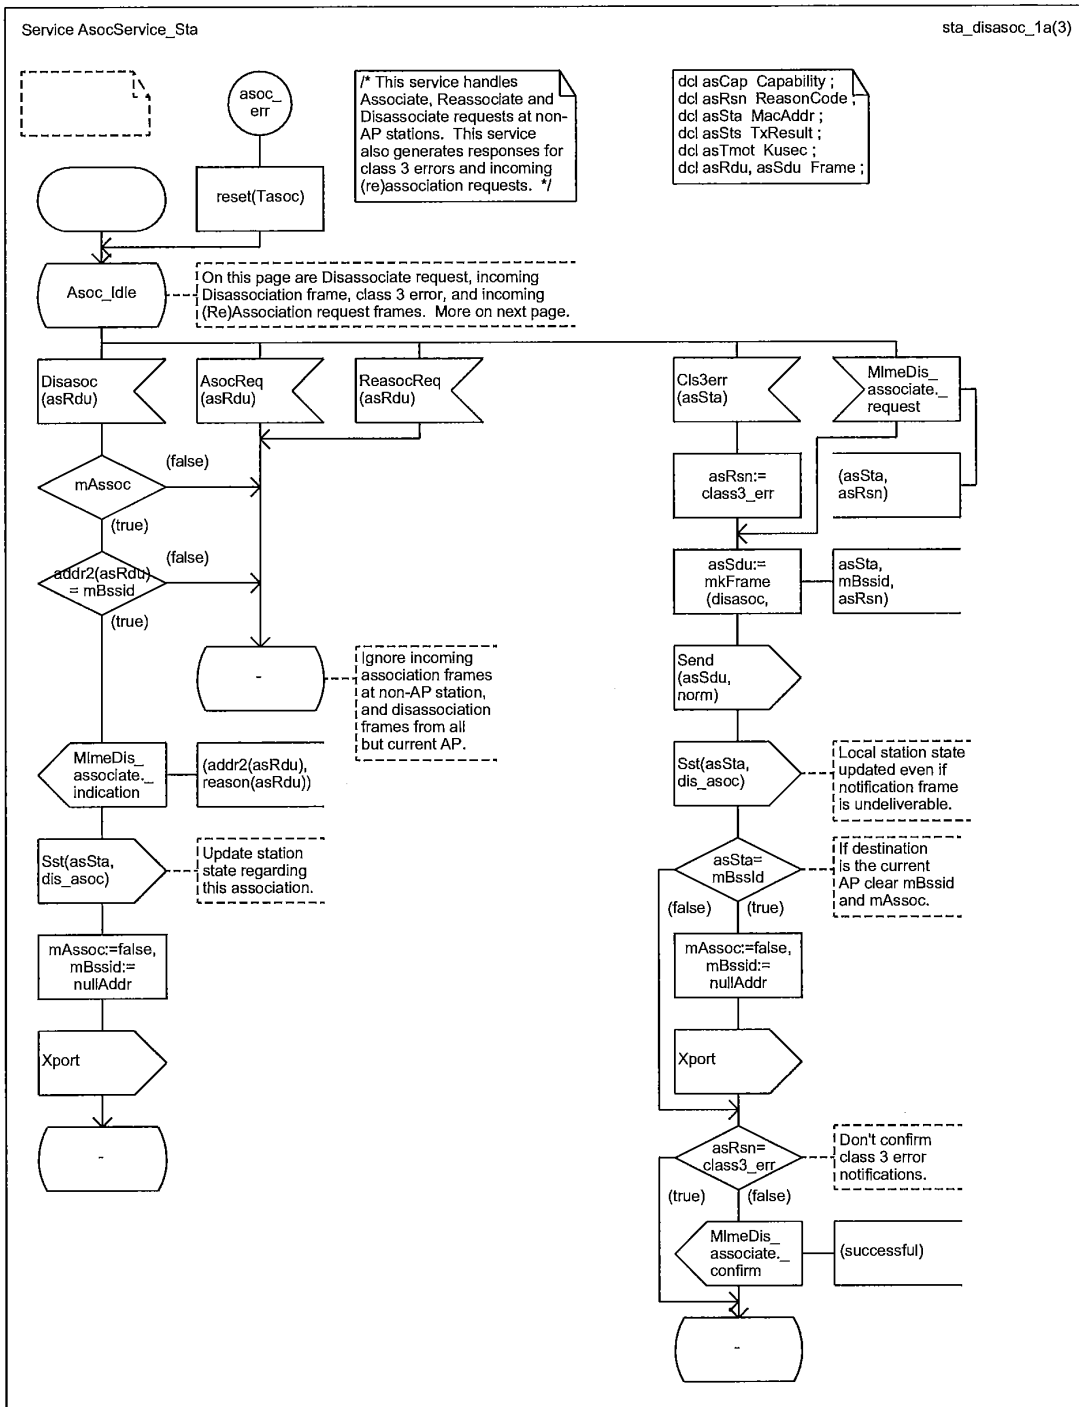 Service AsocService_Sta
sta_disasoc_1a(3)
asoc_
err
/* This service handles
Associate, Reassociate and
Disassociate requests at non-
AP stations. This service
also generates responses for
class 3 errors and incoming
(re)association requests. */
dcl asCap Capability ;
dcl asRsn ReasonCode ;
dcl asSta MacAddr ;
dcl asSts TxResult ;
dcl asTmot Kusec ;
dcl asRdu, asSdu Frame ;
reset(Tasoc)
Asoc_Idle
On this page are Disassociate request, incoming
Disassociation frame, class 3 error, and incoming
(Re)Association request frames. More on next page.
Disasoc
(asRdu)
AsocReq
(asRdu)
ReasocReq
(asRdu)
Cls3err
(asSta)
MlmeDis_
associate._
request
mAssoc
(false)
(true)
asRsn:=
class3_err
(asSta,
asRsn)
addr2(asRdu)
= mBssid
(false)
(true)
asSdu:=
mkFrame
(disasoc,
asSta,
mBssid,
asRsn)
-
Ignore incoming
association frames
at non-AP station,
and disassociation
frames from all
but current AP.
Send
(asSdu,
norm)
MlmeDis_
associate._
indication
(addr2(asRdu),
reason(asRdu))
Sst(asSta,
dis_asoc)
Local station state
updated even if
notification frame
is undeliverable.
Sst(asSta,
dis_asoc)
Update station
state regarding
this association.
asSta=
mBssId
If destination
is the current
AP clear mBssid
and mAssoc.
(false)
(true)
mAssoc:=false,
mBssid:=
nullAddr
mAssoc:=false,
mBssid:=
nullAddr
Xport
Xport
-
asRsn=
class3_err
Don't confirm
class 3 error
notifications.
(true)
(false)
MlmeDis_
associate._
confirm
(successful)
-